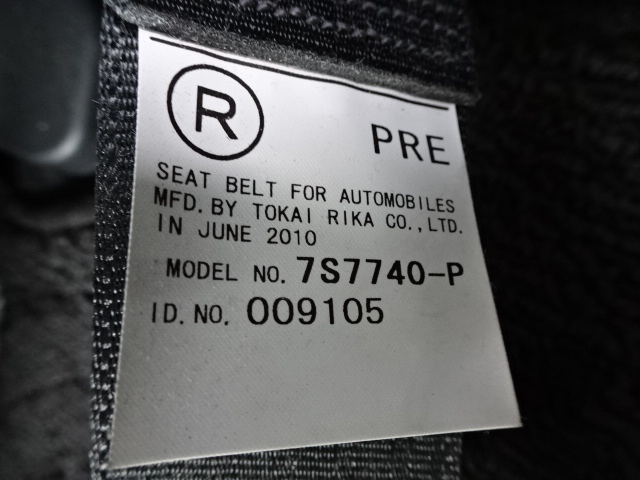 R
PRE
SEAT BELT FOR AUTOMOBILES
MFD. BY TOKAI RIKA CO., LTD.
IN JUNE 2010
MODEL NO. 7S7740-P
ID. NO. 009105